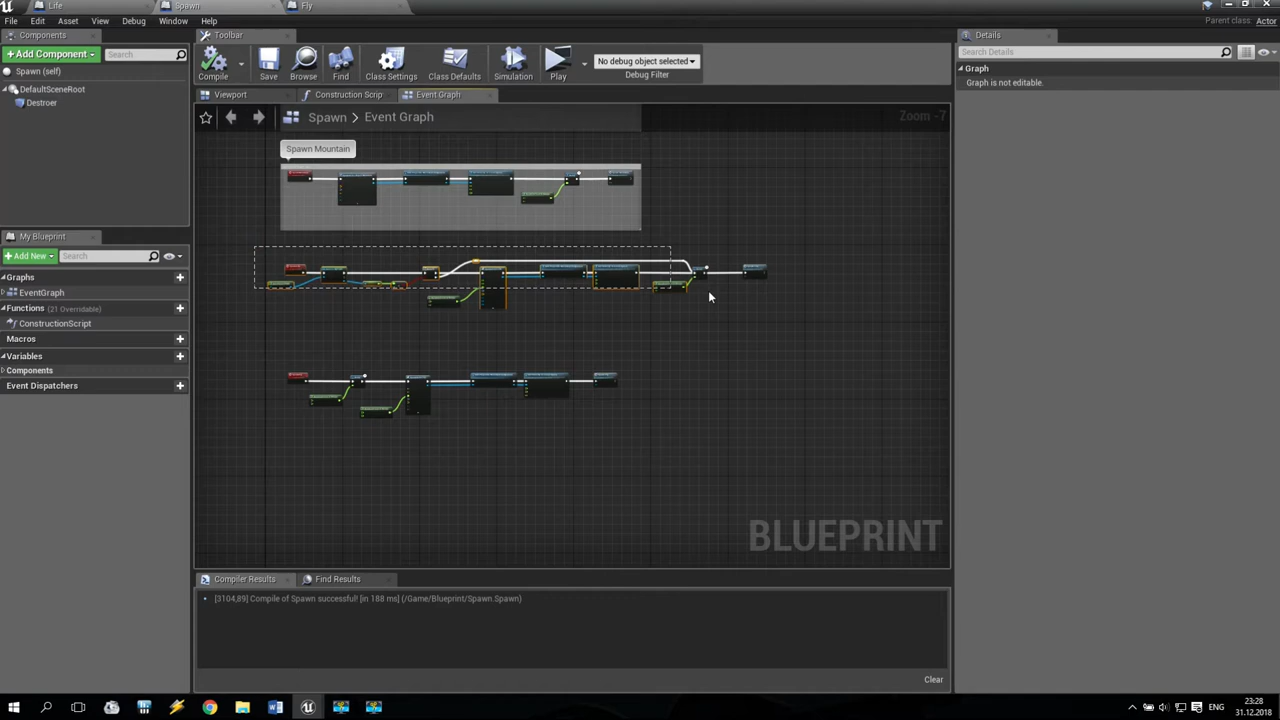 Life
Spawn
Fly
File
Edit
Asset
View
Debug
Window
Help
Parent class: Actor
Components
Toolbar
Details
Add Component
Search
Compile
Save
Browse
Find
Class Settings
Class Defaults
Simulation
Play
No debug object selected
Debug Filter
Search Details
Spawn (self)
Graph
Graph is not editable.
DefaultSceneRoot
Destroer
Viewport
Construction Scrip
Event Graph
Spawn > Event Graph
Zoom -7
Spawn Mountain
My Blueprint
Add New
Search
Graphs
EventGraph
Functions (21 Overridable)
ConstructionScript
Macros
Variables
Components
Event Dispatchers
BLUEPRINT
Compiler Results
Find Results
[3104,89] Compile of Spawn successful! [in 188 ms] (/Game/Blueprint/Spawn.Spawn)
Clear
ENG
23:28
31.12.2018